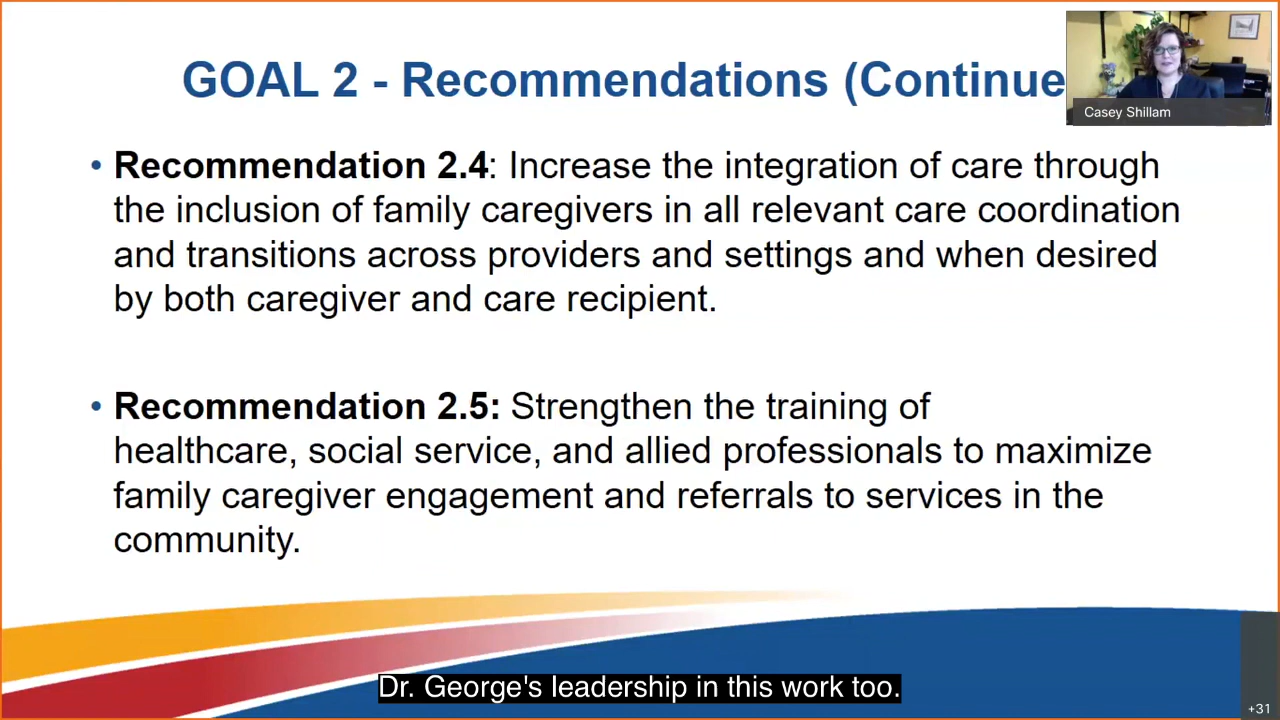 GOAL 2 - Recommendations (Continue
Casey Shillam
• Recommendation 2.4: Increase the integration of care through
the inclusion of family caregivers in all relevant care coordination
and transitions across providers and settings and when desired
by both caregiver and care recipient.
• Recommendation 2.5: Strengthen the training of
healthcare, social service, and allied professionals to maximize
family caregiver engagement and referrals to services in the
community.
Dr. George's leadership in this work too.
+31